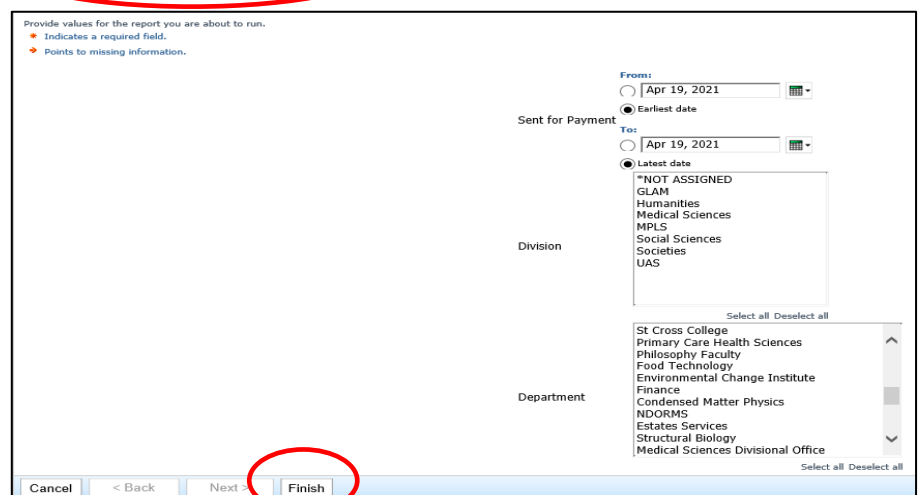 Provide values for the report you are about to run.
* Indicates a required field.
Points to missing information.
From:
Apr 19, 2021
Earliest date
Sent for Payment
To:
Apr 19, 2021
Latest date
*NOT ASSIGNED
GLAM
Humanities
Medical Sciences
MPLS
Social Sciences
Societies
UAS
Division
Select all Deselect all
St Cross College
Primary Care Health Sciences
Philosophy Faculty
Food Technology
Environmental Change Institute
Finance
Condensed Matter Physics
NDORMS
Estates Services
Structural Biology
Medical Sciences Divisional Office
Department
Select all Deselect all
Cancel < Back Next > Finish